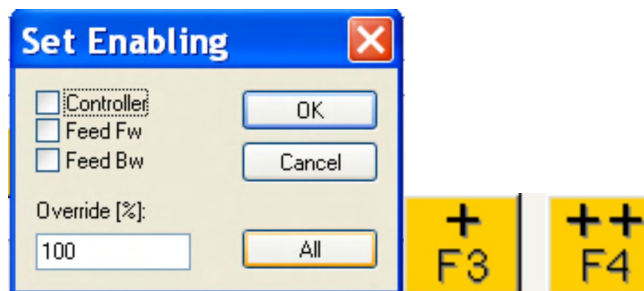 Set Enabling
Controller
Feed Fw
Feed Bw
OK
Cancel
Override [%]:
100
All
+
F3
++
F4